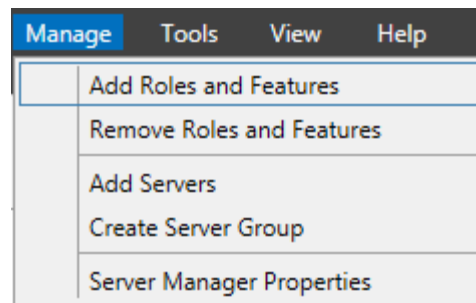 Manage Tools View Help
Add Roles and Features
Remove Roles and Features
Add Servers
Create Server Group
Server Manager Properties